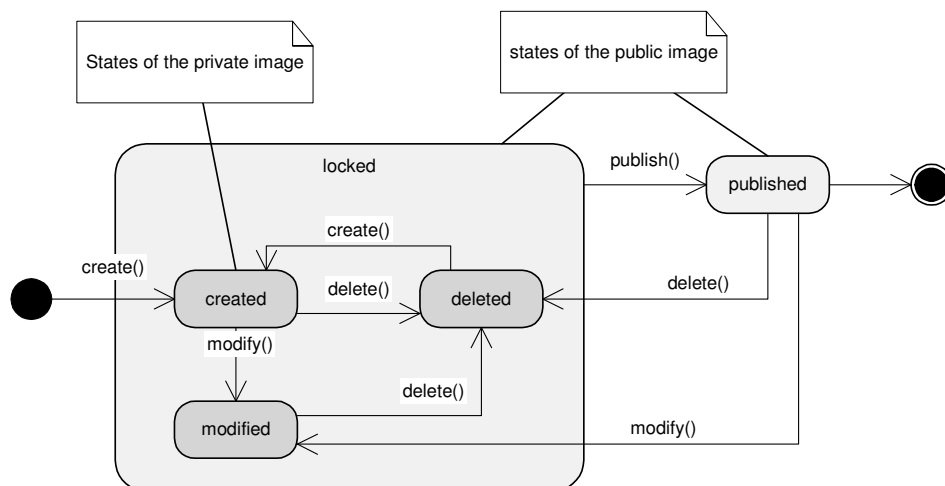 States of the private image
states of the public image
locked
publish()
published
create()
create()
created
delete()
deleted
delete()
modify()
delete()
modified
modify()